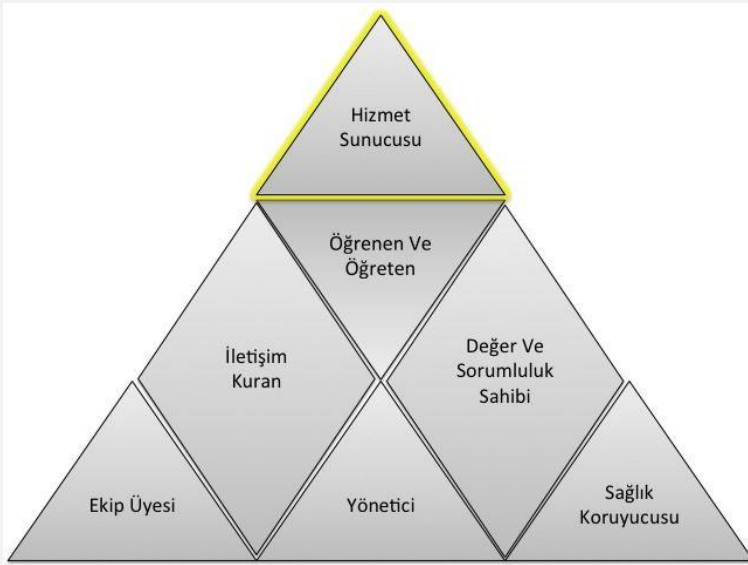 Hizmet
Sunucusu
Öğrenen Ve
Öğreten
İletişim
Kuran
Değer Ve
Sorumluluk
Sahibi
Ekip Üyesi
Yönetici
Sağlık
Koruyucusu